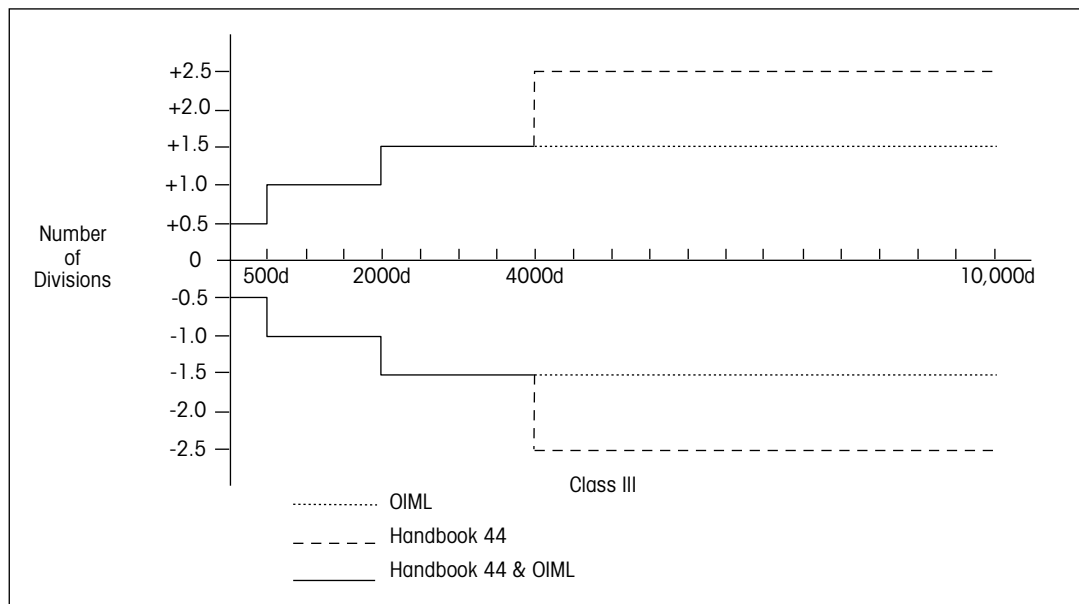 +2.5
+2.0
+1.5
+1.0
+0.5
Number
of
Divisions
0
500d 2000d 4000d 10,000d
-0.5
-1.0
-1.5
-2.0
-2.5
Class III
OIML
Handbook 44
Handbook 44 & OIML